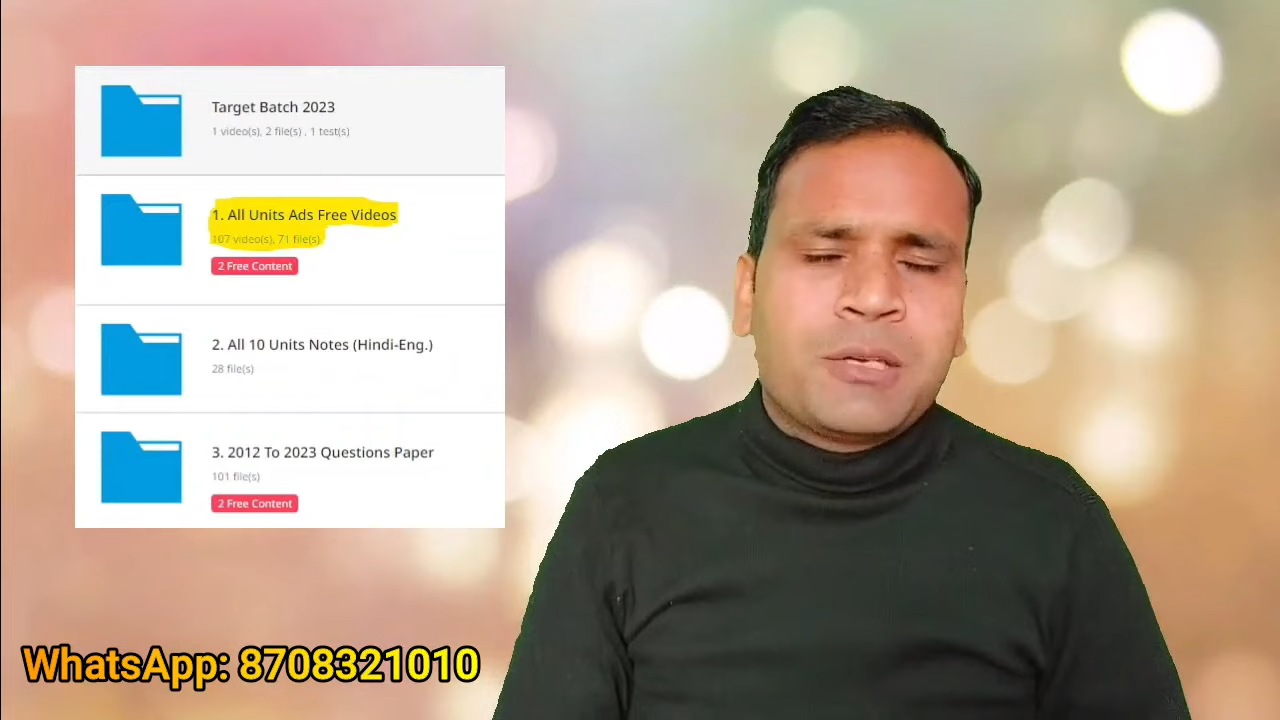 Target Batch 2023
1 video(s), 2 file(s) , 1 test(s)
1. All Units Ads Free Videos
107 video(s), 71 file(s)
2 Free Content
2. All 10 Units Notes (Hindi-Eng.)
28 file(s)
3. 2012 To 2023 Questions Paper
101 file(s)
2 Free Content
WhatsApp: 8708321010